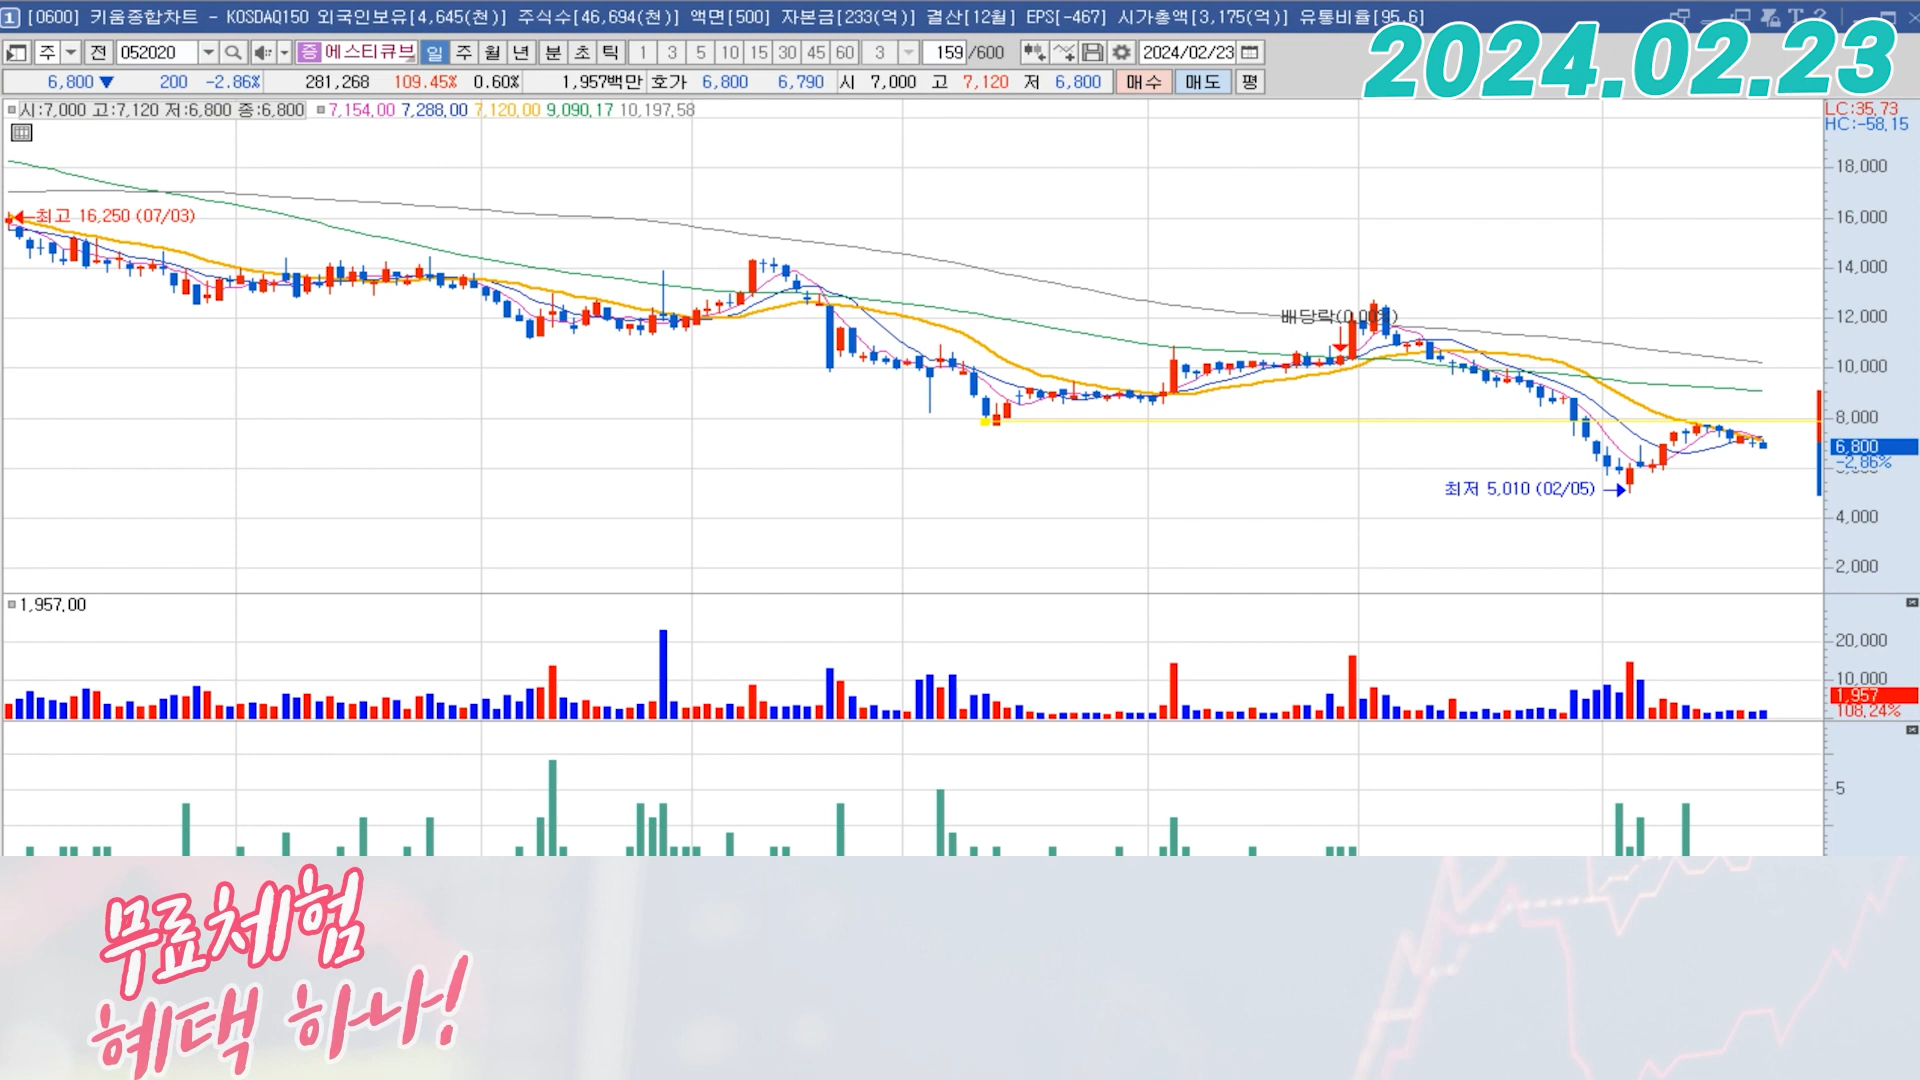 1 [0600] 키움종합차트 - KOSDAQ150 외국인보유[4,645(천)] 주식수[46,694(천)] 액면[500] 자본금[233(억)] 결산[12월] EPS[-467] 시가총액[3,175(억)] 유통비율[95.6]
2024.02.23
주 전 052020 증 에스티큐브 일 주 월 년 분 초 틱 1 3 5 10 15 30 45 60 3 159 /600 2024/02/23
6,800 ▼ 200 -2.86% 281,268 109.45% 0.60% 1,957백만 호가 6,800 6,790 시 7,000 고 7,120 저 6,800 매수 매도 평
시:7,000 고:7,120 저:6,800 종:6,800 7,154.00 7,288.00 7,120.00 9,090.17 10,197.58
LC:35.73
HC:-58.15
18,000
최고 16,250 (07/03)
16,000
14,000
배당락(0.00%)
12,000
10,000
8,000
6,800
-2.86%
최저 5,010 (02/05)
4,000
2,000
1,957.00
20,000
10,000
1,957
108.24%
5
무료체험
혜택 하나!